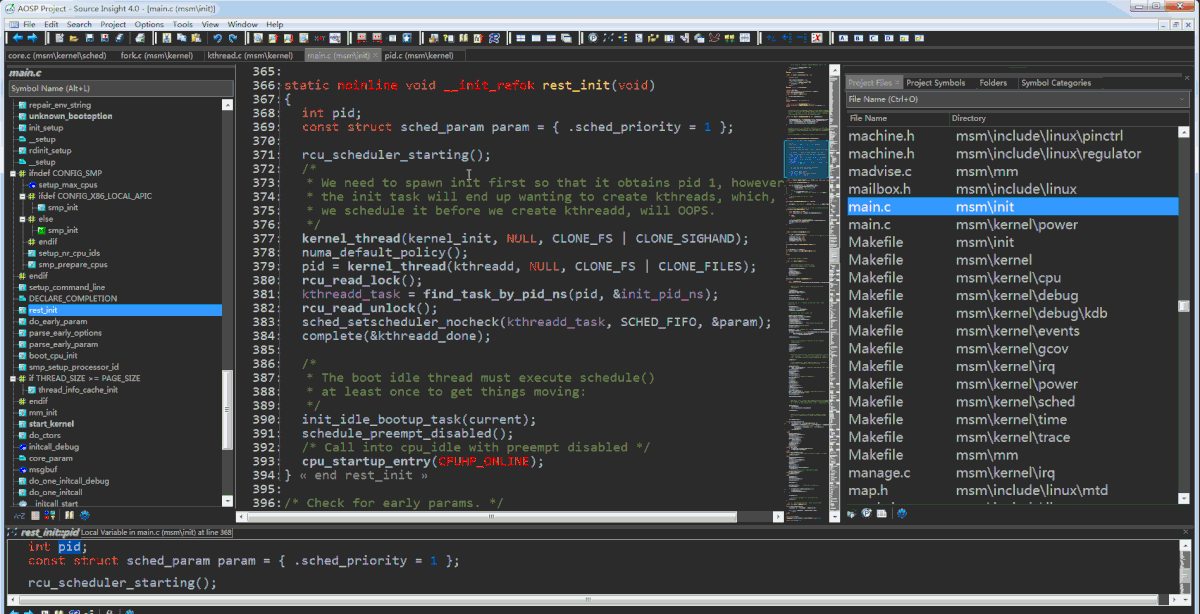 AOSP Project - Source Insight 4.0 - [main.c (msm\init)]
File Edit Search Project Options Tools View Window Help
core.c (msm\kernel\sched) fork.c (msm\kernel) kthread.c (msm\kernel) main.c (msm\init) pid.c (msm\kernel)
main.c
Symbol Name (Alt+L)
repair_env_string
unknown_bootoption
init_setup
__setup
rdinit_setup
__setup
ifndef CONFIG_SMP
setup_max_cpus
ifdef CONFIG_X86_LOCAL_APIC
smp_init
else
smp_init
endif
setup_nr_cpu_ids
smp_prepare_cpus
endif
setup_command_line
DECLARE_COMPLETION
rest_init
do_early_param
parse_early_options
parse_early_param
boot_cpu_init
smp_setup_processor_id
if THREAD_SIZE >= PAGE_SIZE
thread_info_cache_init
endif
mm_init
start_kernel
do_ctors
initcall_debug
core_param
msgbuf
do_one_initcall_debug
do_one_initcall
__initcall_start
365:
366: static noinline void __init_refok rest_init(void)
367: {
368: int pid;
369: const struct sched_param param = { .sched_priority = 1 };
370:
371: rcu_scheduler_starting();
372: /*
373: * We need to spawn init first so that it obtains pid 1, however
374: * the init task will end up wanting to create kthreads, which,
375: * we schedule it before we create kthreadd, will OOPS.
376: */
377: kernel_thread(kernel_init, NULL, CLONE_FS | CLONE_SIGHAND);
378: numa_default_policy();
379: pid = kernel_thread(kthreadd, NULL, CLONE_FS | CLONE_FILES);
380: rcu_read_lock();
381: kthreadd_task = find_task_by_pid_ns(pid, &init_pid_ns);
382: rcu_read_unlock();
383: sched_setscheduler_nocheck(kthreadd_task, SCHED_FIFO, &param);
384: complete(&kthreadd_done);
385:
386: /*
387: * The boot idle thread must execute schedule()
388: * at least once to get things moving:
389: */
390: init_idle_bootup_task(current);
391: schedule_preempt_disabled();
392: /* Call into cpu_idle with preempt disabled */
393: cpu_startup_entry(CPUHP_ONLINE);
394: } « end rest_init »
395:
396: /* Check for early params. */
Project Files Project Symbols Folders Symbol Categories
File Name (Ctrl+O)
File Name Directory
machine.h msm\include\linux\pinctrl
machine.h msm\include\linux\regulator
madvise.c msm\mm
mailbox.h msm\include\linux
main.c msm\init
main.c msm\kernel\power
Makefile msm\init
Makefile msm\kernel
Makefile msm\kernel\cpu
Makefile msm\kernel\debug
Makefile msm\kernel\debug\kdb
Makefile msm\kernel\events
Makefile msm\kernel\gcov
Makefile msm\kernel\irq
Makefile msm\kernel\power
Makefile msm\kernel\sched
Makefile msm\kernel\time
Makefile msm\kernel\trace
Makefile msm\mm
manage.c msm\kernel\irq
map.h msm\include\linux\mtd
rest_init::pid Local Variable in main.c (msm\init) at line 368
int pid;
const struct sched_param param = { .sched_priority = 1 };
rcu_scheduler_starting();